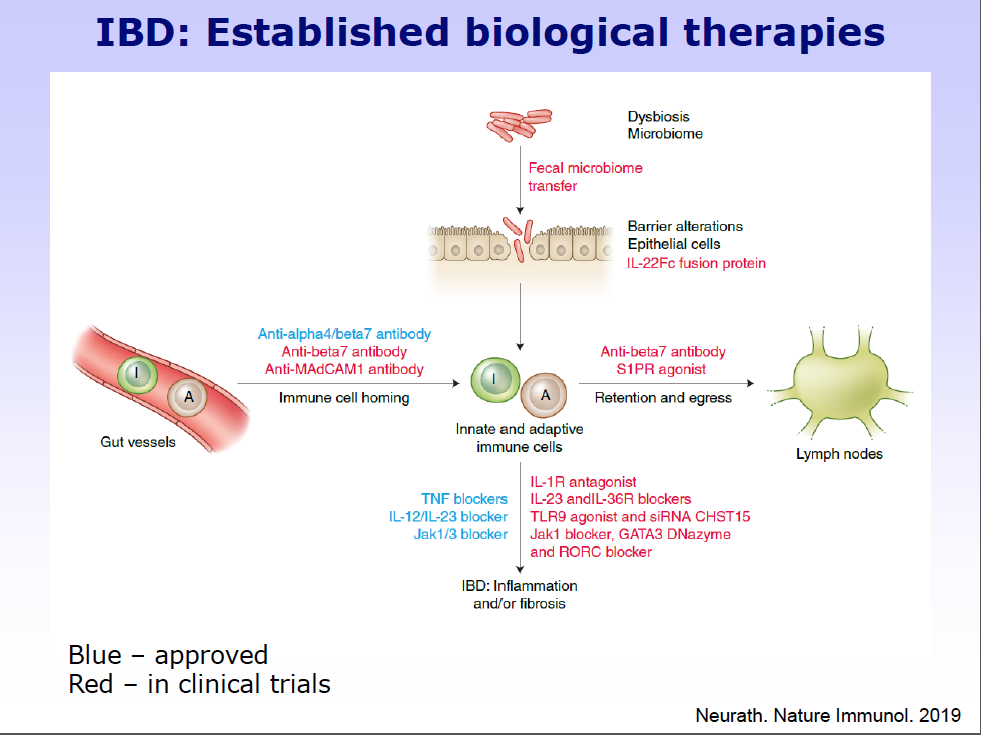 IBD: Established biological therapies
Dysbiosis
Microbiome
Fecal microbiome
transfer
Barrier alterations
Epithelial cells
IL-22Fc fusion protein
Anti-alpha4/beta7 antibody
Anti-beta7 antibody
Anti-MAdCAM1 antibody
Immune cell homing
I
A
Gut vessels
I
A
Innate and adaptive
immune cells
Anti-beta7 antibody
S1PR agonist
Retention and egress
Lymph nodes
TNF blockers
IL-12/IL-23 blocker
Jak1/3 blocker
IL-1R antagonist
IL-23 andIL-36R blockers
TLR9 agonist and siRNA CHST15
Jak1 blocker, GATA3 DNazyme
and RORC blocker
IBD: Inflammation
and/or fibrosis
Blue – approved
Red – in clinical trials
Neurath. Nature Immunol. 2019